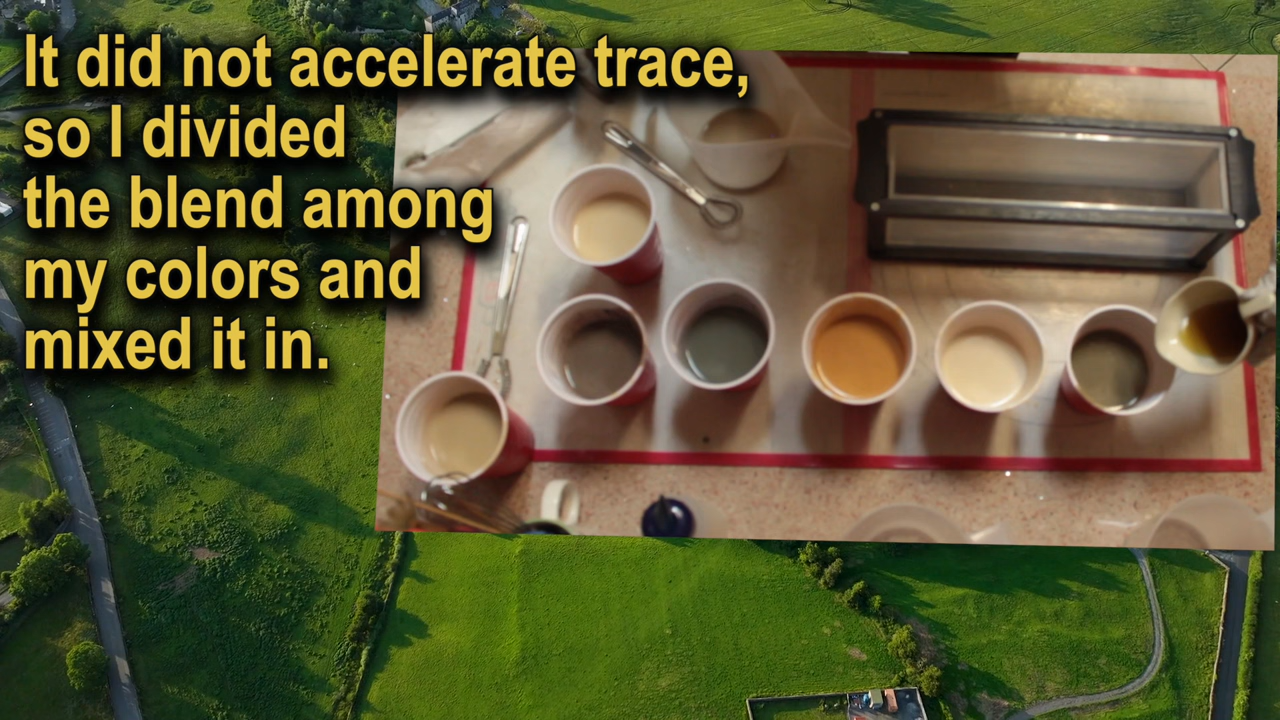 It did not accelerate trace,
so I divided
the blend among
my colors and
mixed it in.